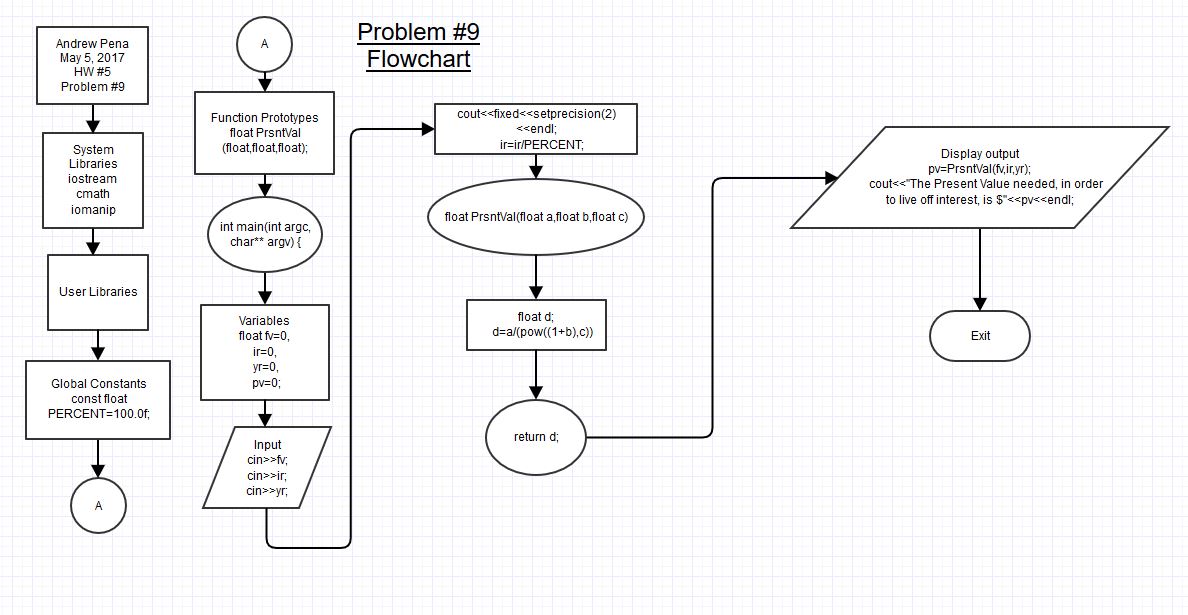 Problem #9
Flowchart
Andrew Pena
May 5, 2017
HW #5
Problem #9
System
Libraries
iostream
cmath
iomanip
User Libraries
Global Constants
const float
PERCENT=100.0f;
A
A
Function Prototypes
float PrsntVal
(float,float,float);
int main(int argc,
char** argv) {
Variables
float fv=0,
ir=0,
yr=0,
pv=0;
Input
cin>>fv;
cin>>ir;
cin>>yr;
cout<<fixed<<setprecision(2)
<<endl;
ir=ir/PERCENT;
float PrsntVal(float a,float b,float c)
float d;
d=a/(pow((1+b),c))
return d;
Display output
pv=PrsntVal(fv,ir,yr);
cout<<"The Present Value needed, in order
to live off interest, is $"<<pv<<endl;
Exit